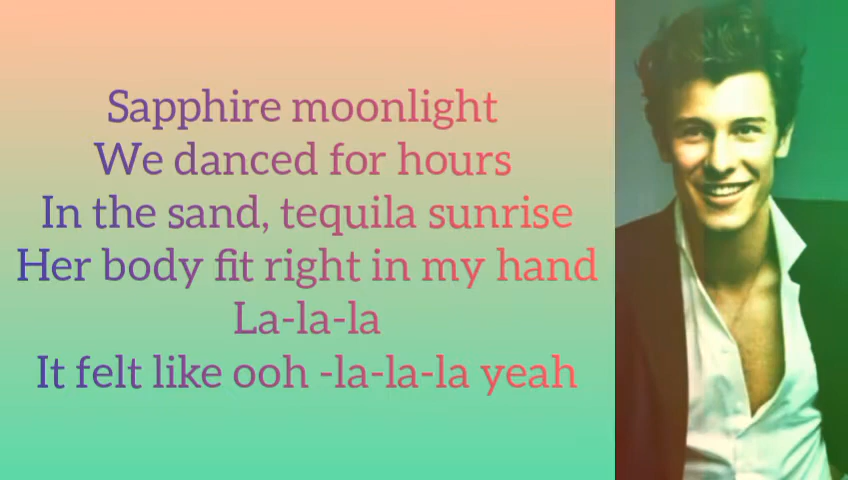 Sapphire moonlight
We danced for hours
In the sand, tequila sunrise
Her body fit right in my hand
La-la-la
It felt like ooh -la-la-la yeah